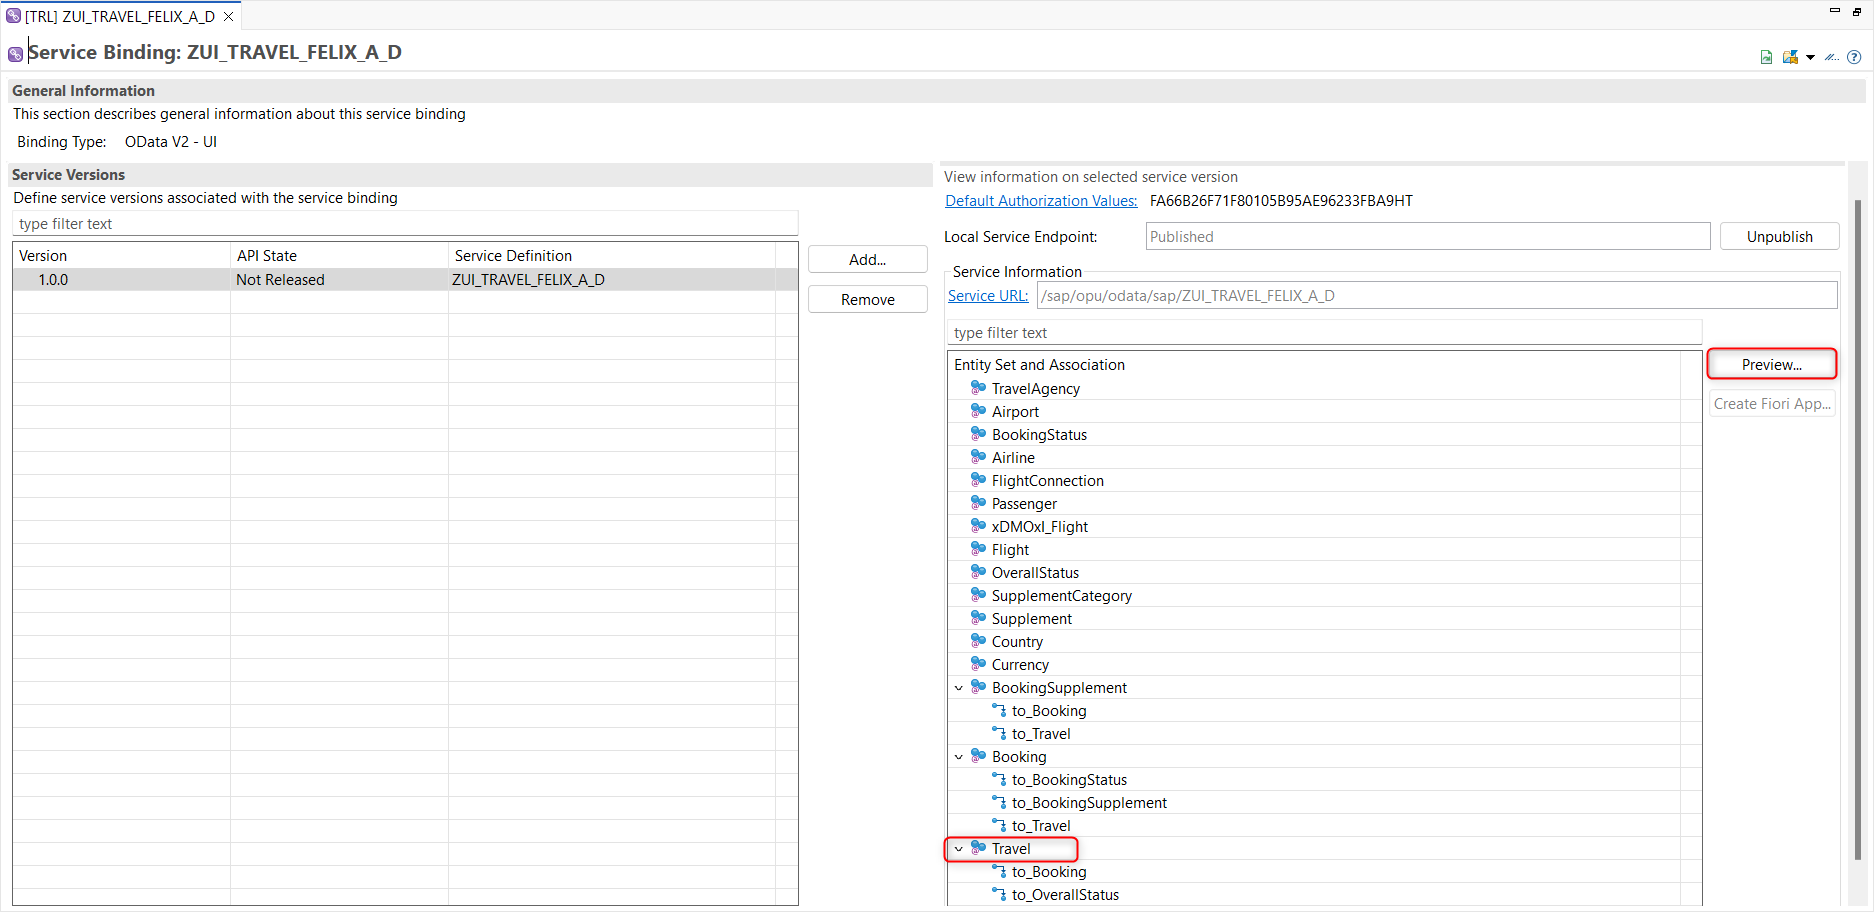 [TRL] ZUI_TRAVEL_FELIX_A_D
Service Binding: ZUI_TRAVEL_FELIX_A_D
General Information
This section describes general information about this service binding
Binding Type: OData V2 - UI
Service Versions
Define service versions associated with the service binding
type filter text
Version API State Service Definition
1.0.0 Not Released ZUI_TRAVEL_FELIX_A_D
Add...
Remove
View information on selected service version
Default Authorization Values: FA66B26F71F80105B95AE96233FBA9HT
Local Service Endpoint: Published Unpublish
Service Information
Service URL: /sap/opu/odata/sap/ZUI_TRAVEL_FELIX_A_D
type filter text
Entity Set and Association
Preview...
Create Fiori App...
TravelAgency
Airport
BookingStatus
Airline
FlightConnection
Passenger
xDMOxI_Flight
Flight
OverallStatus
SupplementCategory
Supplement
Country
Currency
BookingSupplement
to_Booking
to_Travel
Booking
to_BookingStatus
to_BookingSupplement
to_Travel
Travel
to_Booking
to_OverallStatus